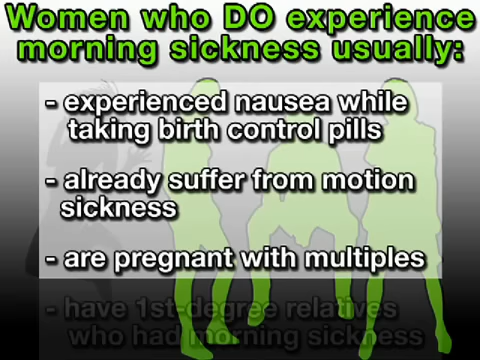 Women who DO experience
morning sickness usually:
- experienced nausea while
taking birth control pills
- already suffer from motion
sickness
- are pregnant with multiples
- have 1st-degree relatives
who had morning sickness